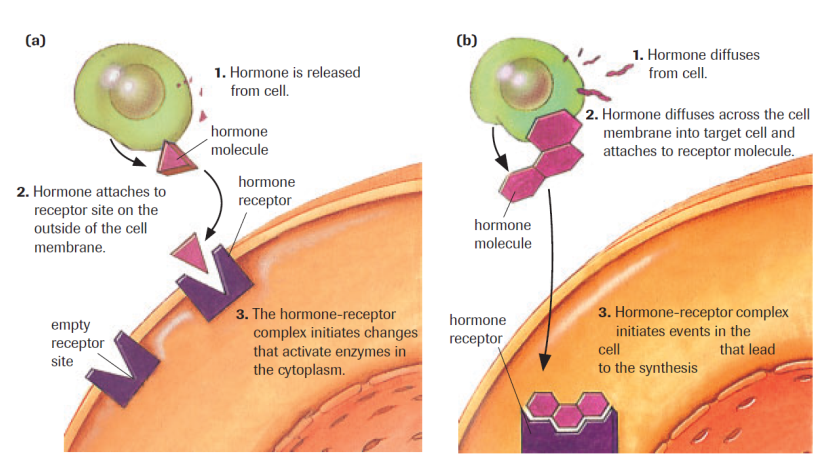 (a)
1. Hormone is released
from cell.
hormone
molecule
2. Hormone attaches to
receptor site on the
outside of the cell
membrane.
hormone
receptor
3. The hormone-receptor
complex initiates changes
that activate enzymes in
the cytoplasm.
empty
receptor
site
(b)
1. Hormone diffuses
from cell.
2. Hormone diffuses across the cell
membrane into target cell and
attaches to receptor molecule.
hormone
molecule
hormone
receptor
3. Hormone-receptor complex
initiates events in the
cell that lead
to the synthesis